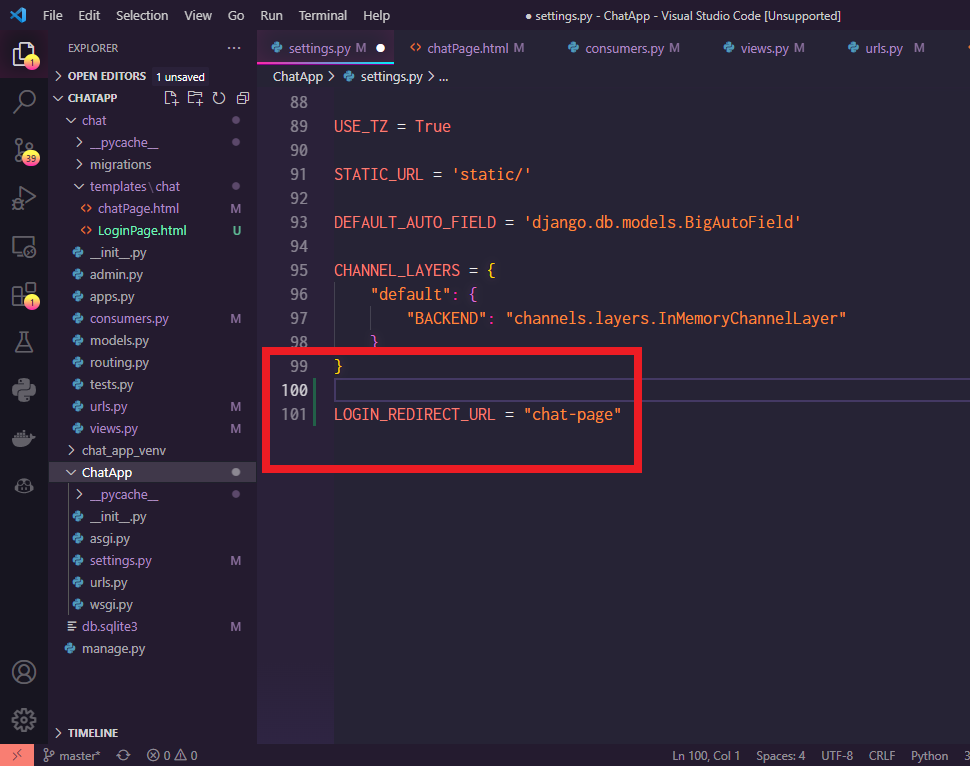 File Edit Selection View Go Run Terminal Help
● settings.py - ChatApp - Visual Studio Code [Unsupported]
1
39
1
EXPLORER ...
OPEN EDITORS 1 unsaved
CHATAPP
chat
__pycache__
migrations
templates\chat
<> chatPage.html M
<> LoginPage.html U
__init__.py
admin.py
apps.py
consumers.py M
models.py
routing.py
tests.py
urls.py M
views.py M
chat_app_venv
ChatApp
__pycache__
__init__.py
asgi.py
settings.py M
urls.py
wsgi.py
db.sqlite3 M
manage.py
TIMELINE
settings.py M ● <> chatPage.html M consumers.py M views.py M urls.py M
ChatApp > settings.py > ...
88
89 USE_TZ = True
90
91 STATIC_URL = 'static/'
92
93 DEFAULT_AUTO_FIELD = 'django.db.models.BigAutoField'
94
95 CHANNEL_LAYERS = {
96 "default": {
97 "BACKEND": "channels.layers.InMemoryChannelLayer"
98 }
99 }
100
101 LOGIN_REDIRECT_URL = "chat-page"
master* 0 0 Ln 100, Col 1 Spaces: 4 UTF-8 CRLF Python 3